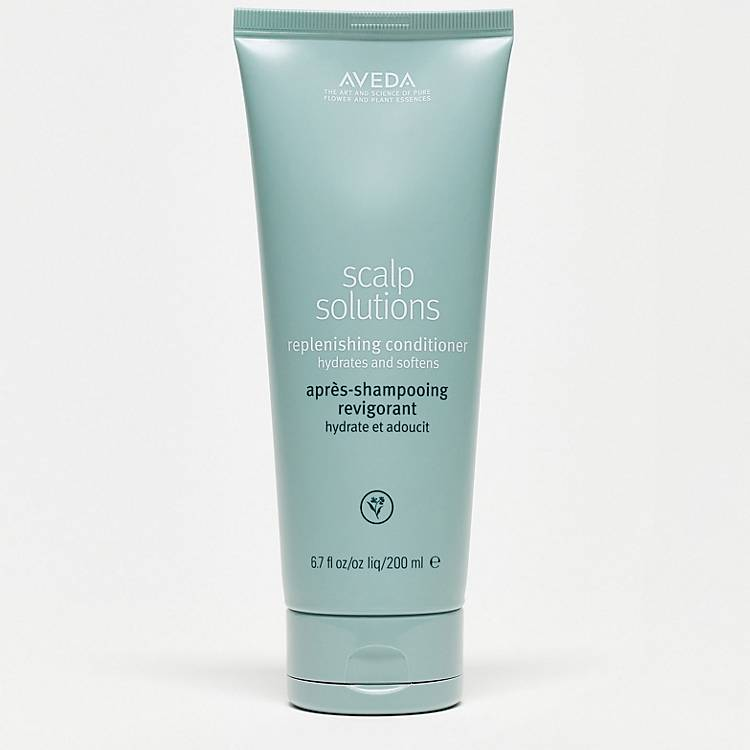 AVEDA
THE ART AND SCIENCE OF PURE
FLOWER AND PLANT ESSENCES
scalp
solutions
replenishing conditioner
hydrates and softens
après-shampooing
revigorant
hydrate et adoucit
6.7 fl oz/oz liq/200 ml ℮